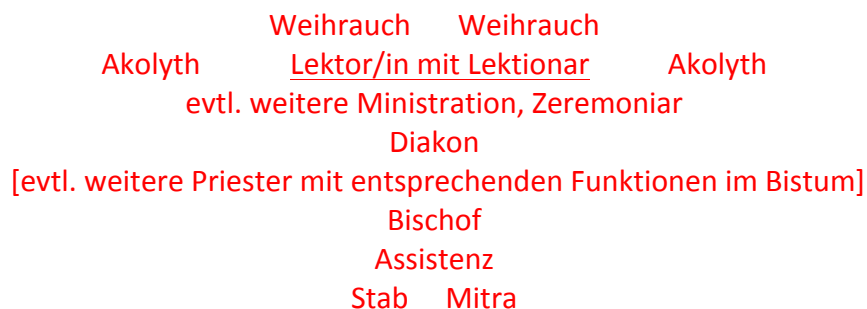 Weihrauch Weihrauch
Akolyth Lektor/in mit Lektionar Akolyth
evtl. weitere Ministration, Zeremoniar
Diakon
[evtl. weitere Priester mit entsprechenden Funktionen im Bistum]
Bischof
Assistenz
Stab Mitra